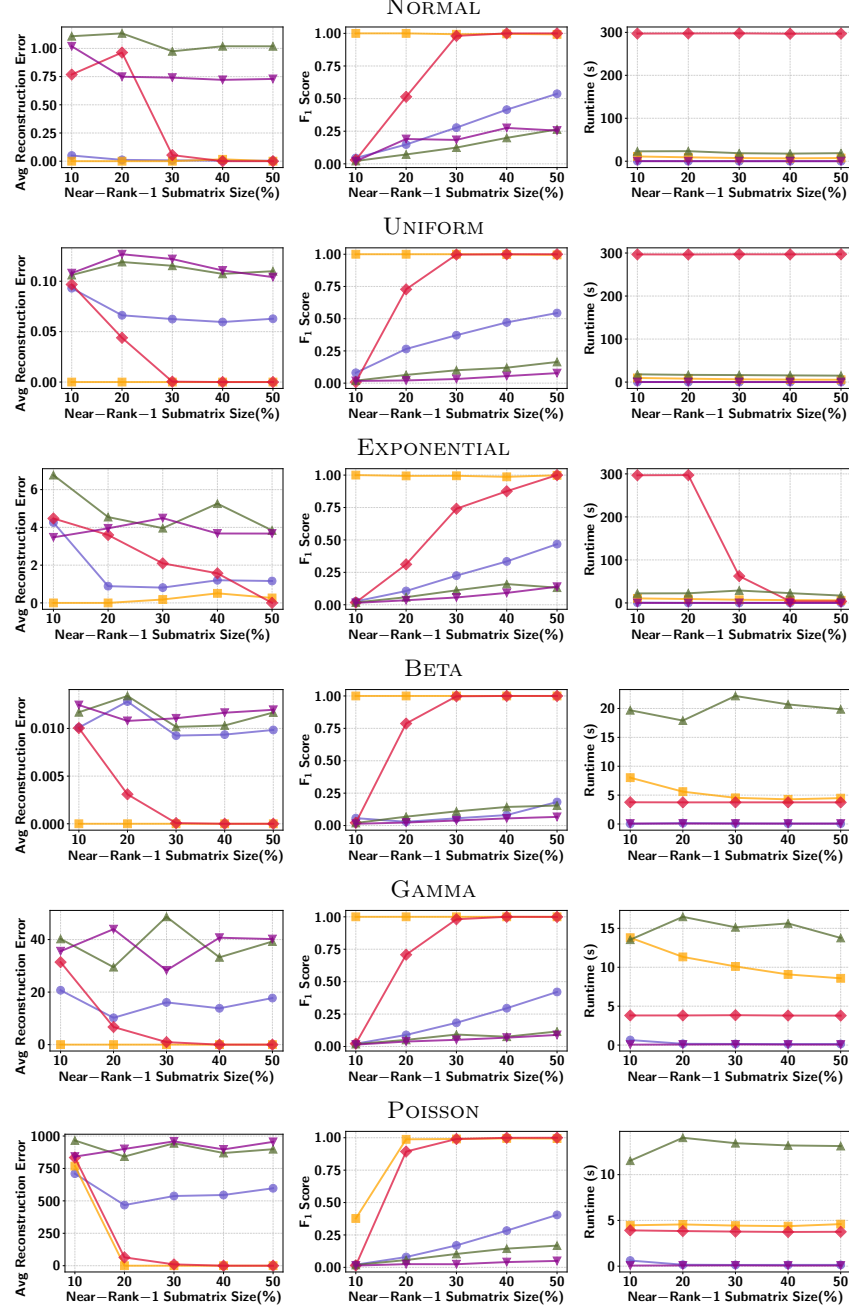 NORMAL
Avg Reconstruction Error
1.00
0.75
0.50
0.25
0.00
10 20 30 40 50
Near−Rank−1 Submatrix Size(%)
F1 Score
1.00
0.75
0.50
0.25
0.00
10 20 30 40 50
Near−Rank−1 Submatrix Size(%)
Runtime (s)
300
200
100
0
10 20 30 40 50
Near−Rank−1 Submatrix Size(%)
UNIFORM
Avg Reconstruction Error
0.10
0.05
0.00
10 20 30 40 50
Near−Rank−1 Submatrix Size(%)
F1 Score
1.00
0.75
0.50
0.25
0.00
10 20 30 40 50
Near−Rank−1 Submatrix Size(%)
Runtime (s)
300
200
100
0
10 20 30 40 50
Near−Rank−1 Submatrix Size(%)
EXPONENTIAL
Avg Reconstruction Error
6
4
2
0
10 20 30 40 50
Near−Rank−1 Submatrix Size(%)
F1 Score
1.00
0.75
0.50
0.25
0.00
10 20 30 40 50
Near−Rank−1 Submatrix Size(%)
Runtime (s)
300
200
100
0
10 20 30 40 50
Near−Rank−1 Submatrix Size(%)
BETA
Avg Reconstruction Error
0.010
0.005
0.000
10 20 30 40 50
Near−Rank−1 Submatrix Size(%)
F1 Score
1.00
0.75
0.50
0.25
0.00
10 20 30 40 50
Near−Rank−1 Submatrix Size(%)
Runtime (s)
20
15
10
5
0
10 20 30 40 50
Near−Rank−1 Submatrix Size(%)
GAMMA
Avg Reconstruction Error
40
20
0
10 20 30 40 50
Near−Rank−1 Submatrix Size(%)
F1 Score
1.00
0.75
0.50
0.25
0.00
10 20 30 40 50
Near−Rank−1 Submatrix Size(%)
Runtime (s)
15
10
5
0
10 20 30 40 50
Near−Rank−1 Submatrix Size(%)
POISSON
Avg Reconstruction Error
1000
750
500
250
0
10 20 30 40 50
Near−Rank−1 Submatrix Size(%)
F1 Score
1.00
0.75
0.50
0.25
0.00
10 20 30 40 50
Near−Rank−1 Submatrix Size(%)
Runtime (s)
10
5
0
10 20 30 40 50
Near−Rank−1 Submatrix Size(%)